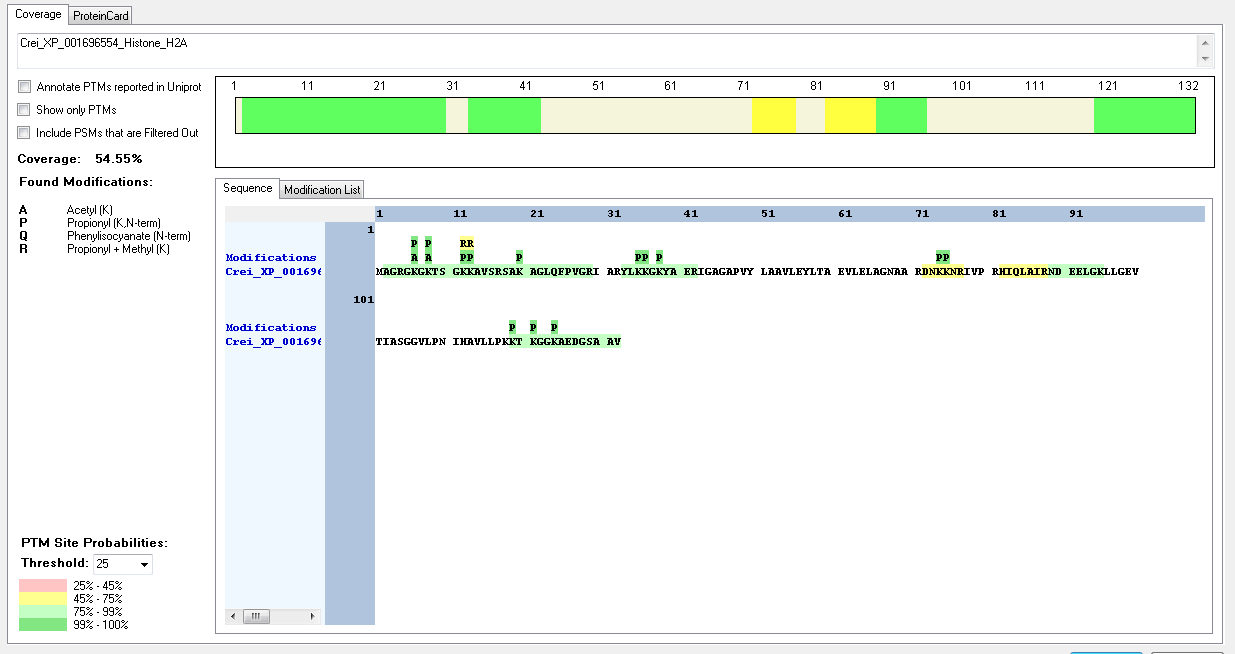 Coverage ProteinCard
Crei_XP_001696554_Histone_H2A
Annotate PTMs reported in Uniprot
Show only PTMs
Include PSMs that are Filtered Out
Coverage: 54.55%
1 11 21 31 41 51 61 71 81 91 101 111 121 132
Found Modifications:
A Acetyl (K)
P Propionyl (K,N-term)
Q Phenylisocyanate (N-term)
R Propionyl + Methyl (K)
Sequence Modification List
1 11 21 31 41 51 61 71 81 91
1
P P RR
Modifications A A PP P PP P PP
Crei_XP_001696 MAGRGKGKTS GKKAVSRSAK AGLQFPVGRI ARYLKKGKYA ERIGAGAPVY LAAVLEYLTA EVLELAGNAA RDNKKNRIVP RHIQLAIRND EELGKLLGEV
101
Modifications P P P
Crei_XP_001696 TIASGGVLPN IHAVLLPKKT KGGKAEDGSA AV
PTM Site Probabilities:
Threshold: 25
25% - 45%
45% - 75%
75% - 99%
99% - 100%